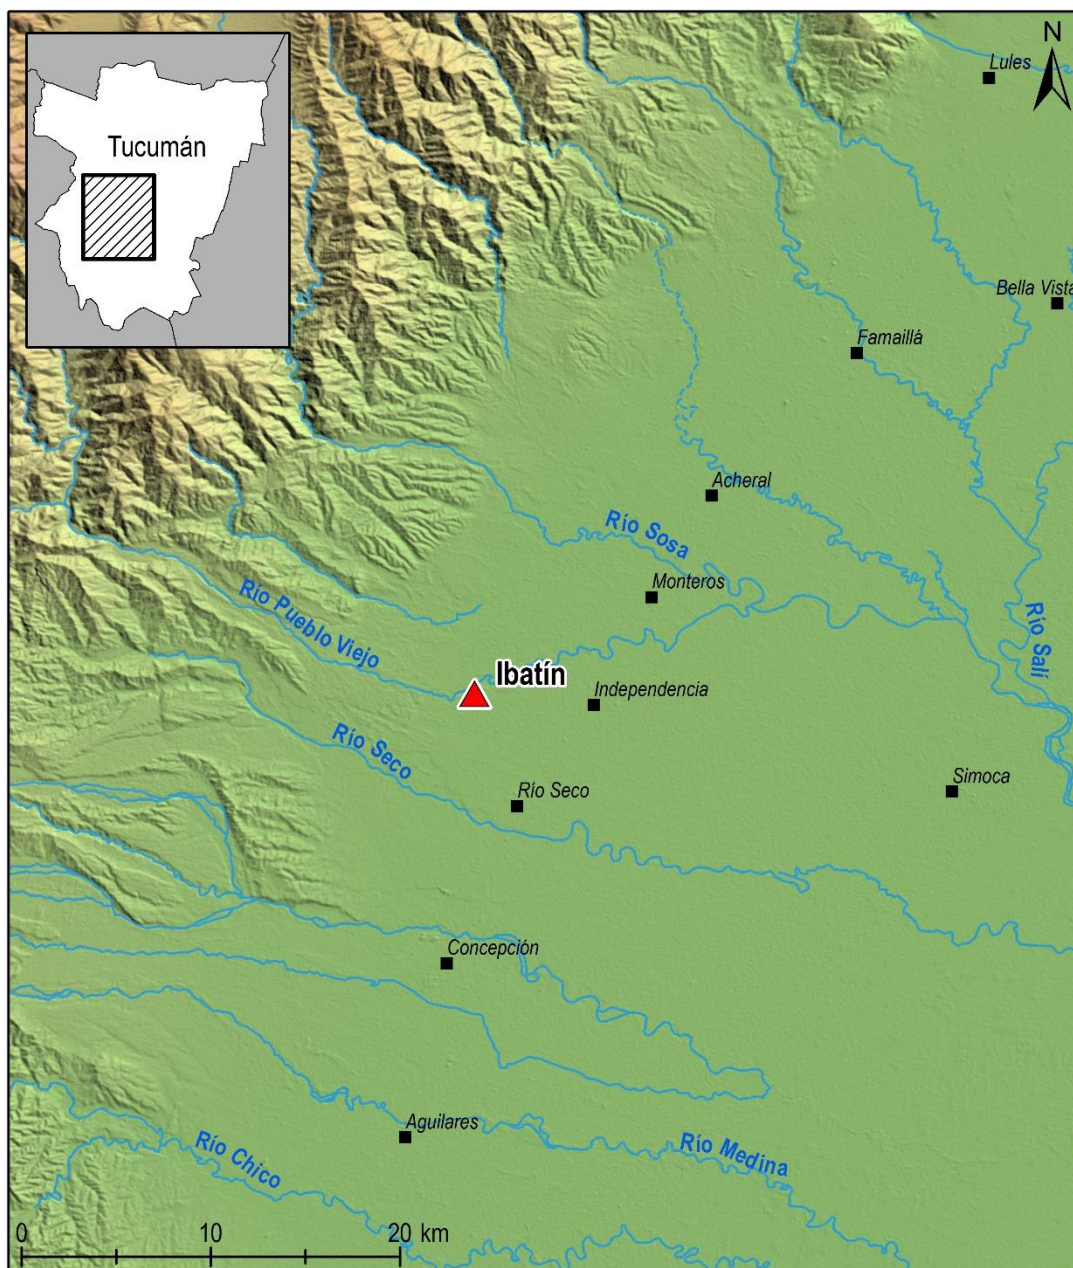 N
Lules
Tucumán
Bella Vista
Famaillá
Acheral
Río Sosa
Monteros
Río Pueblo Viejo
Río Salí
Ibatín
Independencia
Río Seco
Río Seco
Simoca
Concepción
Aguilares
Río Medina
Río Chico
0 10 20 km